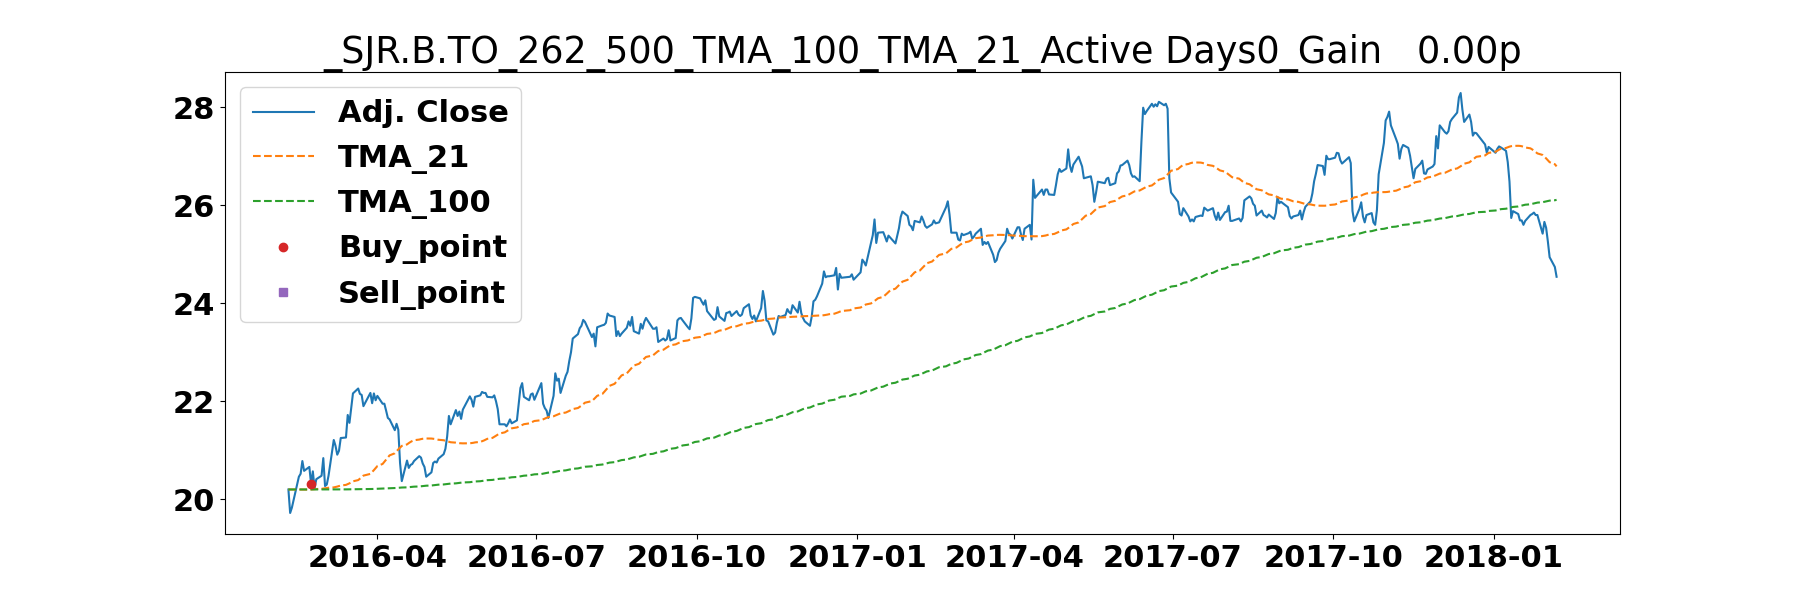 _SJR.B.TO_262_500_TMA_100_TMA_21_Active Days0_Gain   0.00p
Adj. Close
TMA_21
TMA_100
Buy_point
Sell_point
28
26
24
22
20
2016-04 2016-07 2016-10 2017-01 2017-04 2017-07 2017-10 2018-01